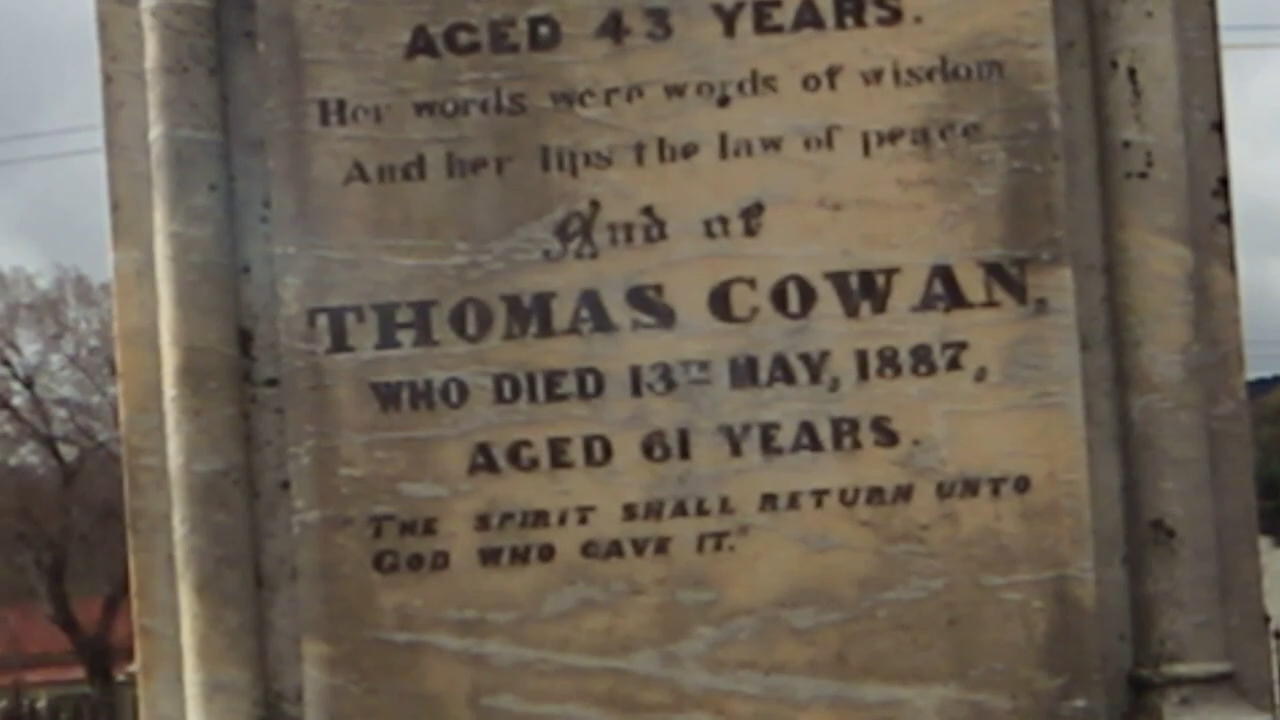 AGED 43 YEARS.
Her words were words of wisdom
And her lips the law of peace
And of
THOMAS COWAN,
WHO DIED 13TH MAY, 1887,
AGED 61 YEARS.
"THE SPIRIT SHALL RETURN UNTO
GOD WHO GAVE IT."